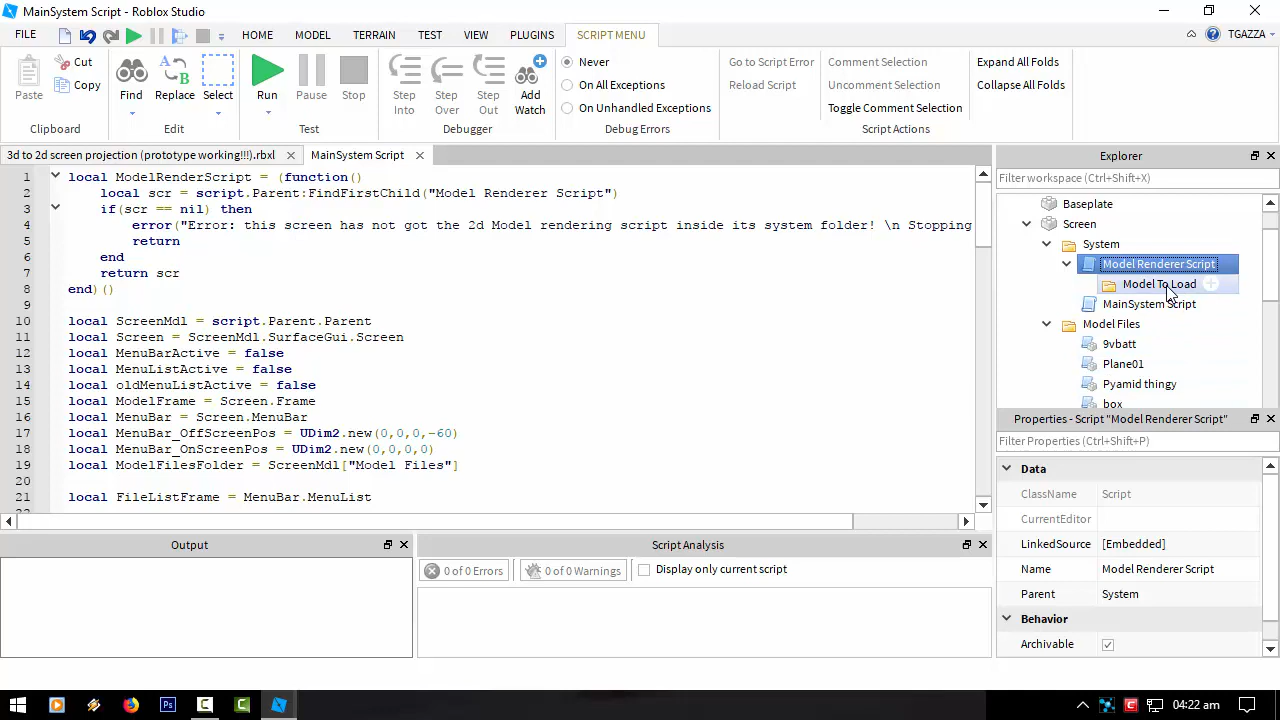 MainSystem Script - Roblox Studio
FILE HOME MODEL TERRAIN TEST VIEW PLUGINS SCRIPT MENU TGAZZA
Paste
Cut
Copy
Clipboard
Find
Replace
Select
Edit
Run
Pause
Stop
Test
Step Into
Step Over
Step Out
Add Watch
Debugger
Never
On All Exceptions
On Unhandled Exceptions
Debug Errors
Go to Script Error
Reload Script
Comment Selection
Uncomment Selection
Toggle Comment Selection
Script Actions
Expand All Folds
Collapse All Folds
3d to 2d screen projection (prototype working!!!).rbxl
MainSystem Script
1 local ModelRenderScript = (function()
2 local scr = script.Parent:FindFirstChild("Model Renderer Script")
3 if(scr == nil) then
4 error("Error: this screen has not got the 2d Model rendering script inside its system folder! \n Stopping
5 return
6 end
7 return scr
8 end)()
9
10 local ScreenMdl = script.Parent.Parent
11 local Screen = ScreenMdl.SurfaceGui.Screen
12 local MenuBarActive = false
13 local MenuListActive = false
14 local oldMenuListActive = false
15 local ModelFrame = Screen.Frame
16 local MenuBar = Screen.MenuBar
17 local MenuBar_OffScreenPos = UDim2.new(0,0,0,-60)
18 local MenuBar_OnScreenPos = UDim2.new(0,0,0,0)
19 local ModelFilesFolder = ScreenMdl["Model Files"]
20
21 local FileListFrame = MenuBar.MenuList
Explorer
Filter workspace (Ctrl+Shift+X)
Baseplate
Screen
System
Model Renderer Script
Model To Load
MainSystem Script
Model Files
9vbatt
Plane01
Pyamid thingy
box
Properties - Script "Model Renderer Script"
Filter Properties (Ctrl+Shift+P)
Data
ClassName Script
CurrentEditor
LinkedSource [Embedded]
Name Model Renderer Script
Parent System
Behavior
Archivable
Output
Script Analysis
0 of 0 Errors
0 of 0 Warnings
Display only current script
Ps
04:22 am